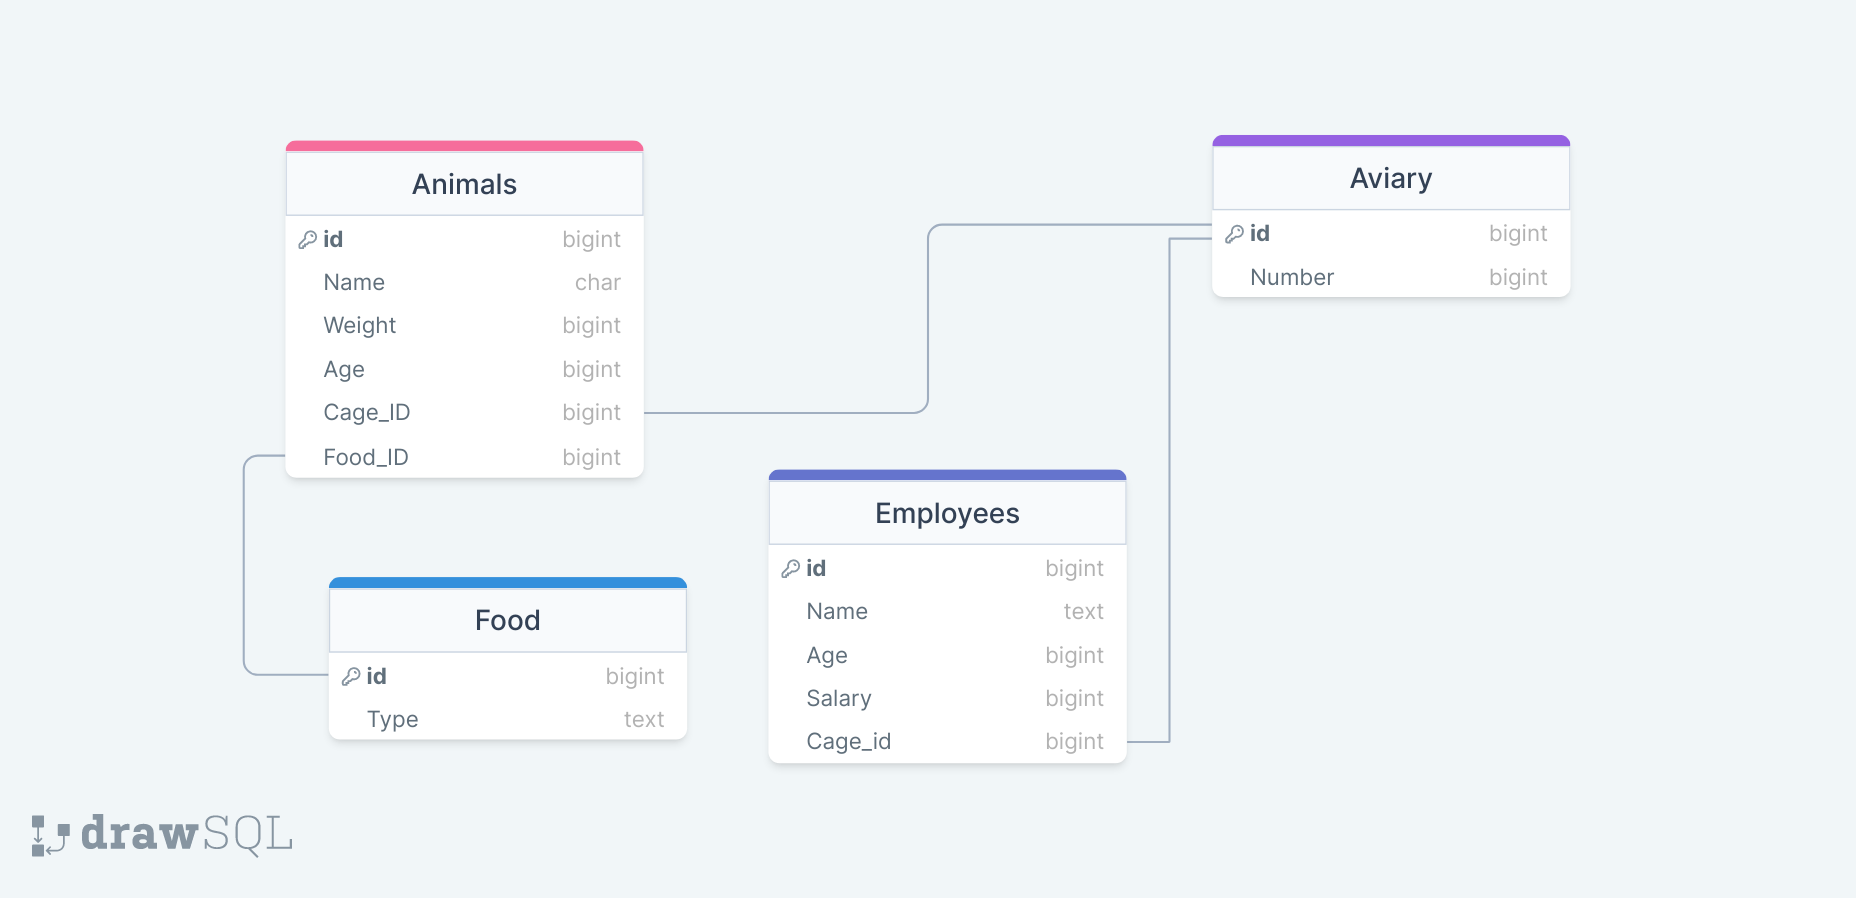 Animals
id bigint
Name char
Weight bigint
Age bigint
Cage_ID bigint
Food_ID bigint
Aviary
id bigint
Number bigint
Employees
id bigint
Name text
Age bigint
Salary bigint
Cage_id bigint
Food
id bigint
Type text
drawSQL